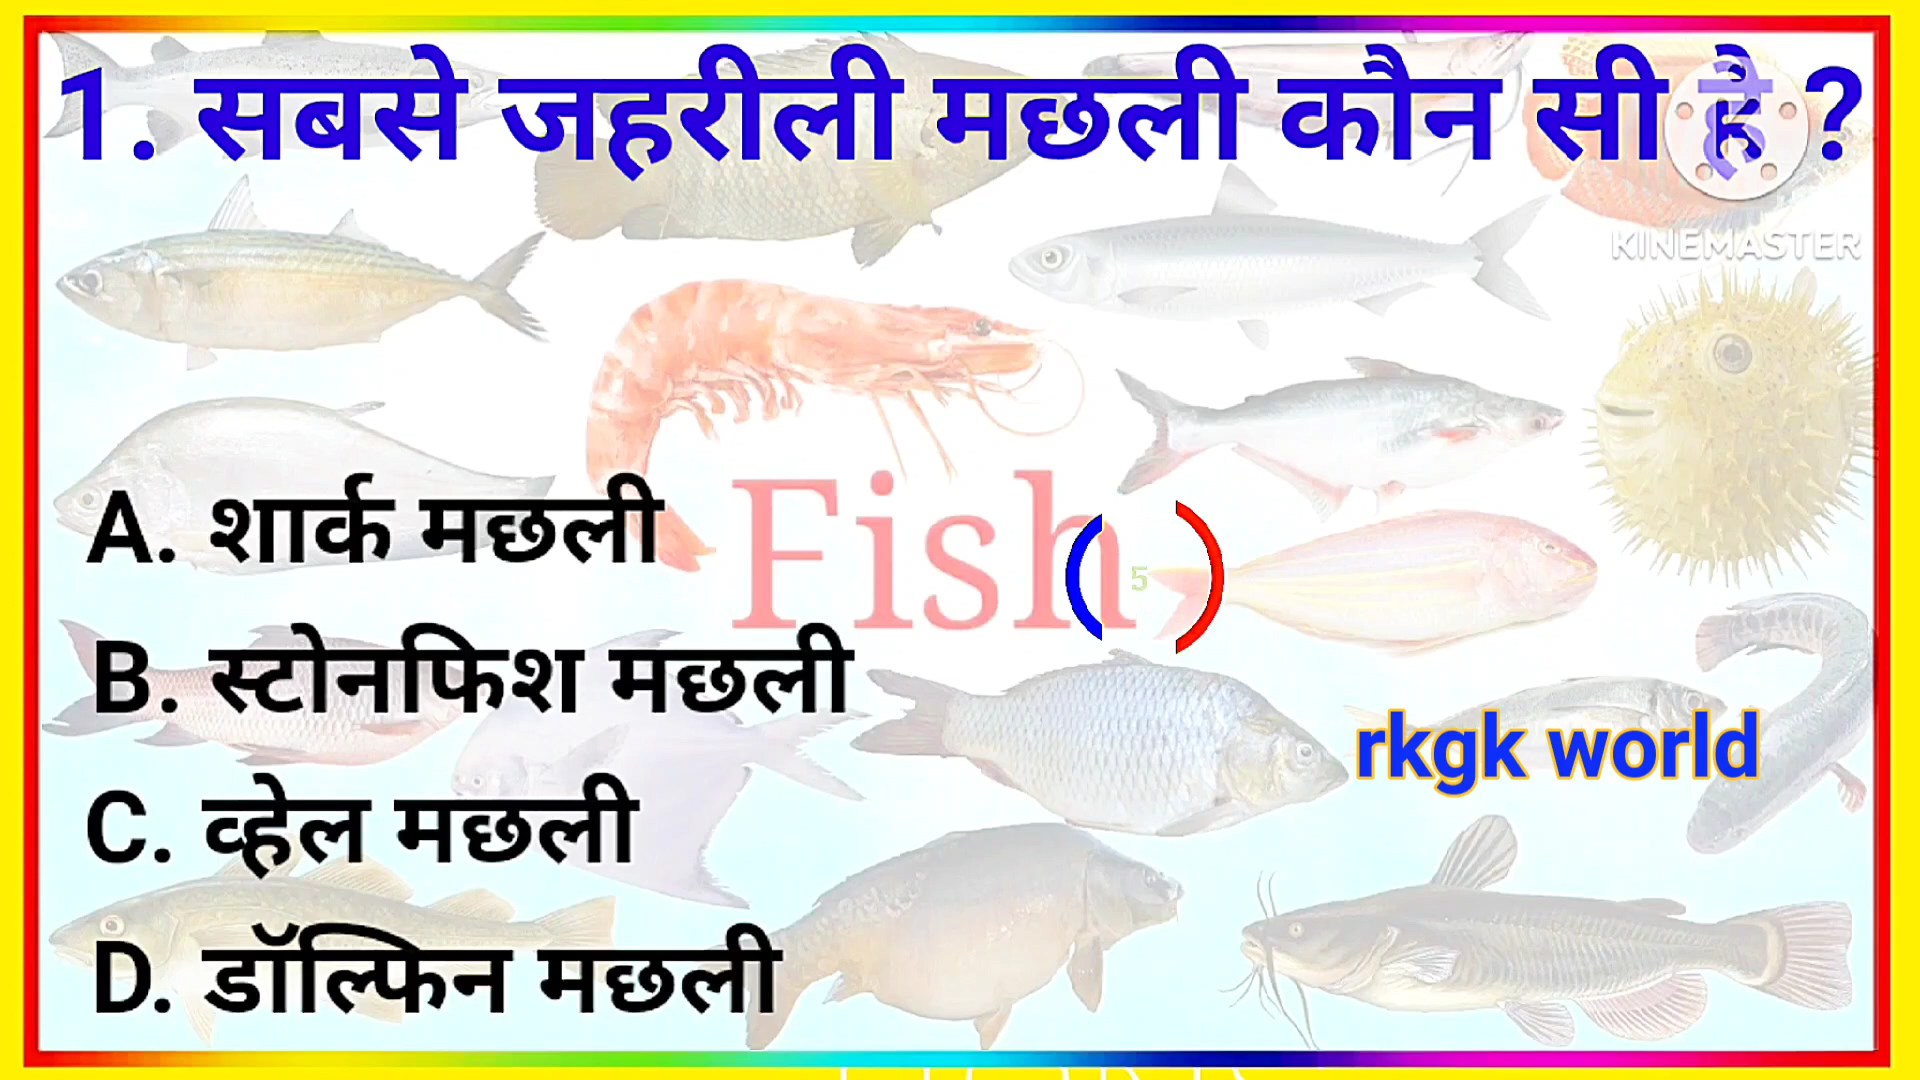 1. सबसे जहरीली मछली कौन सी है ?
KINEMASTER
A. शार्क मछली
Fish
5
B. स्टोनफिश मछली
rkgk world
C. व्हेल मछली
D. डॉल्फिन मछली